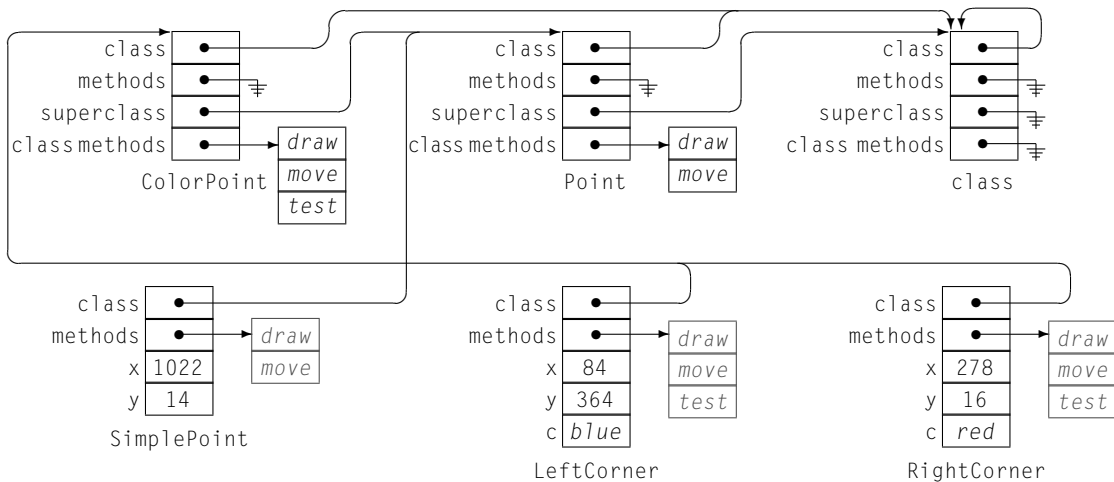 class class class
methods methods methods
superclass superclass superclass
class methods class methods class methods
draw draw
ColorPoint move Point move class
test
class class class
methods draw methods draw methods draw
x 1022 move x 84 move x 278 move
y 14 y 364 test y 16 test
SimplePoint c blue c red
LeftCorner RightCorner